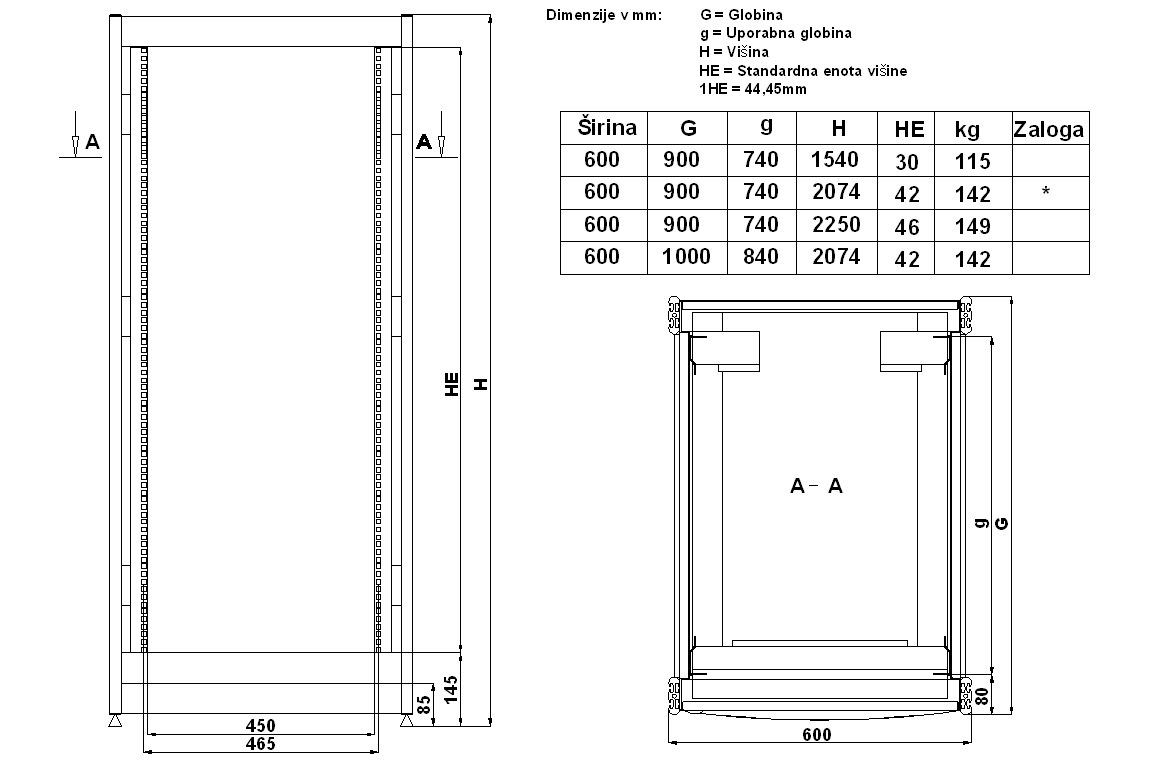 Dimenzije v mm: G = Globina
g = Uporabna globina
H = Višina
HE = Standardna enota višine
1HE = 44,45mm
Širina G g H HE kg Zaloga
600 900 740 1540 30 115
600 900 740 2074 42 142 *
600 900 740 2250 46 149
600 1000 840 2074 42 142
A A
HE
H
85
145
450
465
A - A
g
G
80
600